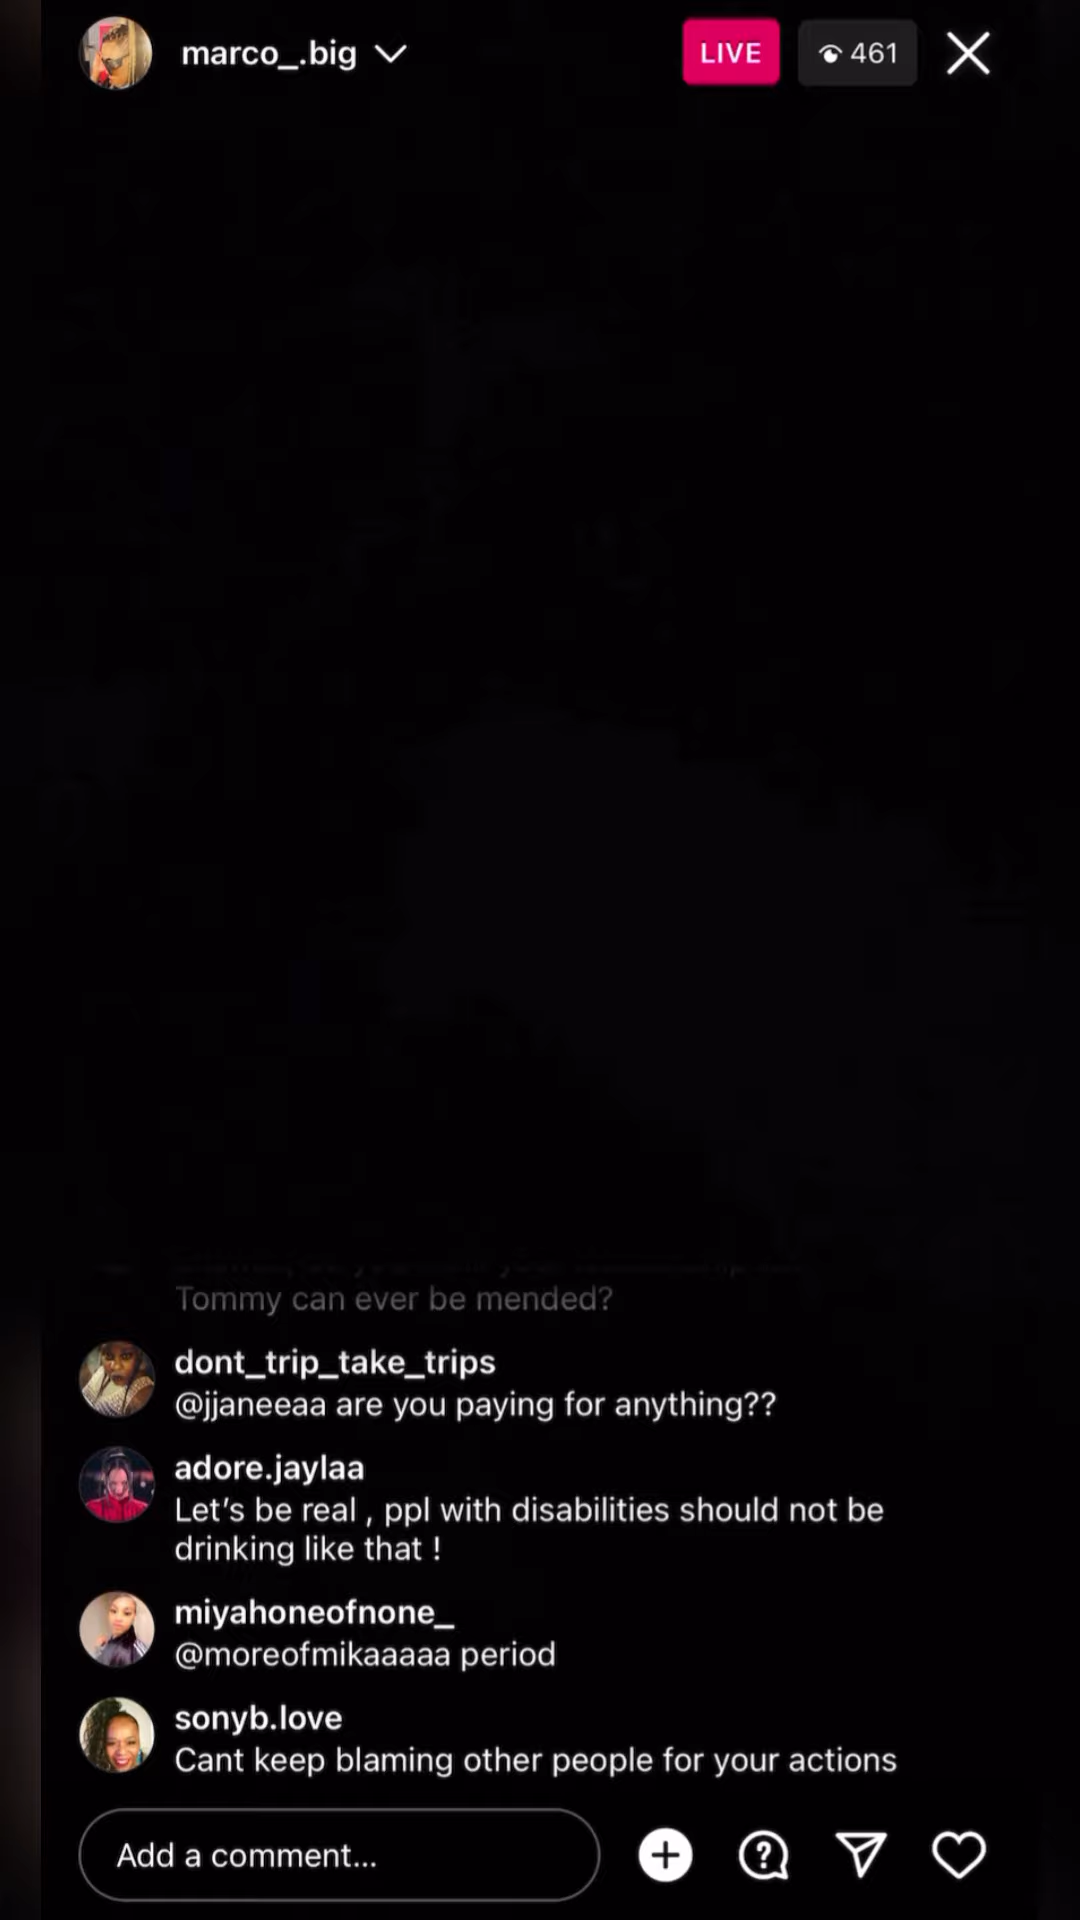 marco_.big
LIVE
461
Tommy can ever be mended?
dont_trip_take_trips
@jjaneeaa are you paying for anything??
adore.jaylaa
Let's be real , ppl with disabilities should not be
drinking like that !
miyahoneofnone_
@moreofmikaaaaa period
sonyb.love
Cant keep blaming other people for your actions
Add a comment...